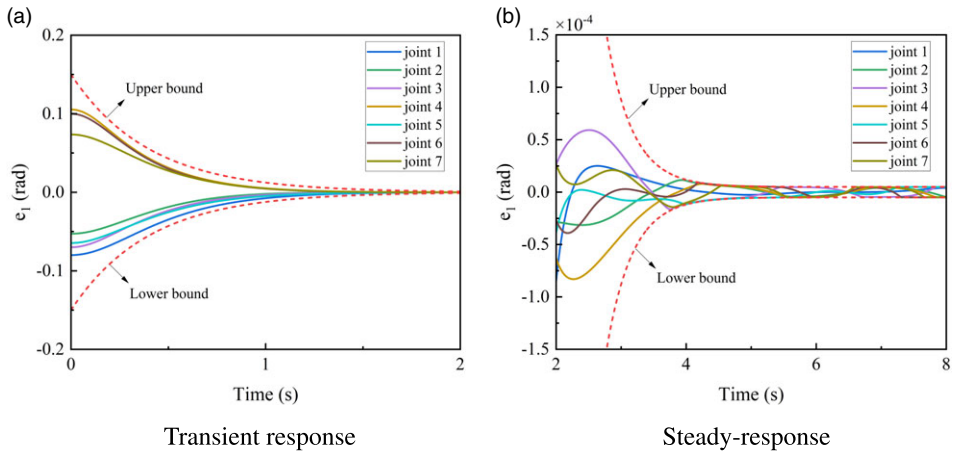 (a)
0.2
0.1
0.0
-0.1
-0.2
e1 (rad)
0
1
2
Time (s)
Upper bound
Lower bound
joint 1
joint 2
joint 3
joint 4
joint 5
joint 6
joint 7
Transient response
(b)
×10-4
1.5
1.0
0.5
0.0
-0.5
-1.0
-1.5
e1 (rad)
2
3
4
5
6
7
8
Time (s)
Upper bound
Lower bound
joint 1
joint 2
joint 3
joint 4
joint 5
joint 6
joint 7
Steady-response